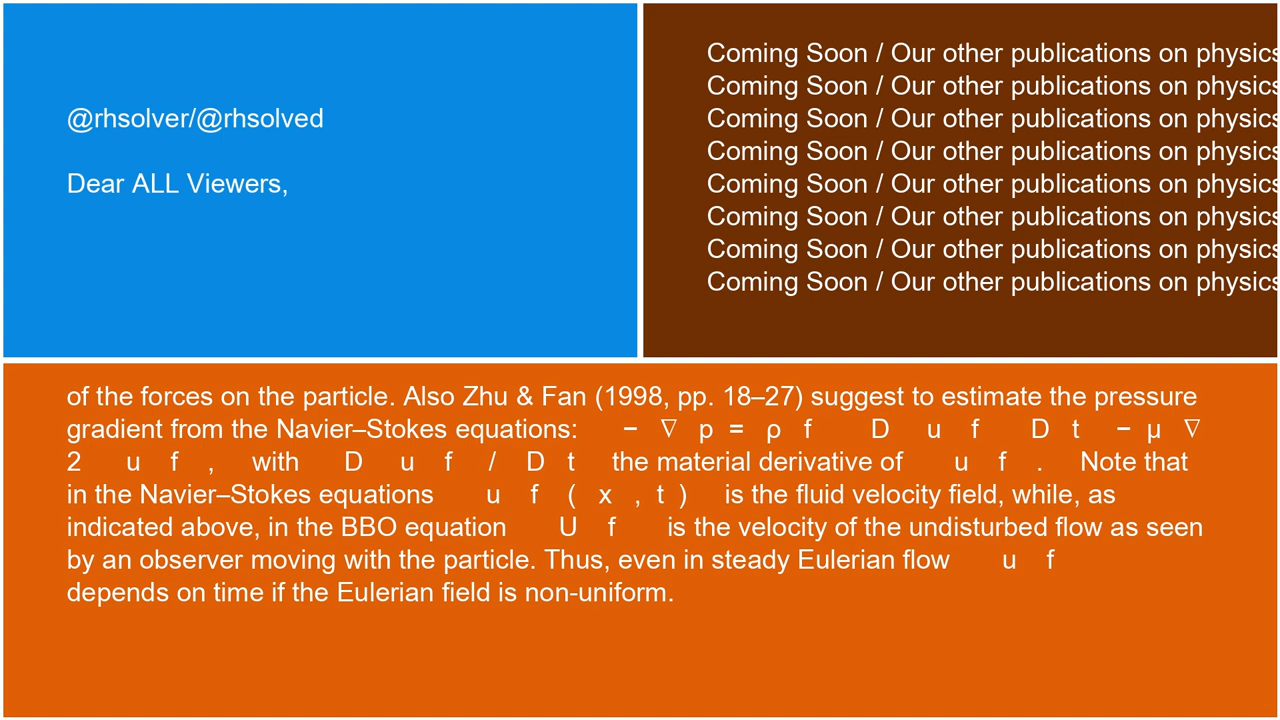 @rhsolver/@rhsolved
Dear ALL Viewers,
Coming Soon / Our other publications on physics
Coming Soon / Our other publications on physics
Coming Soon / Our other publications on physics
Coming Soon / Our other publications on physics
Coming Soon / Our other publications on physics
Coming Soon / Our other publications on physics
Coming Soon / Our other publications on physics
Coming Soon / Our other publications on physics
of the forces on the particle. Also Zhu & Fan (1998, pp. 18–27) suggest to estimate the pressure
gradient from the Navier–Stokes equations: − ∇ p = ρ f D u f D t − μ ∇
2 u f , with D u f / D t the material derivative of u f . Note that
in the Navier–Stokes equations u f ( x , t ) is the fluid velocity field, while, as
indicated above, in the BBO equation U f is the velocity of the undisturbed flow as seen
by an observer moving with the particle. Thus, even in steady Eulerian flow u f
depends on time if the Eulerian field is non-uniform.